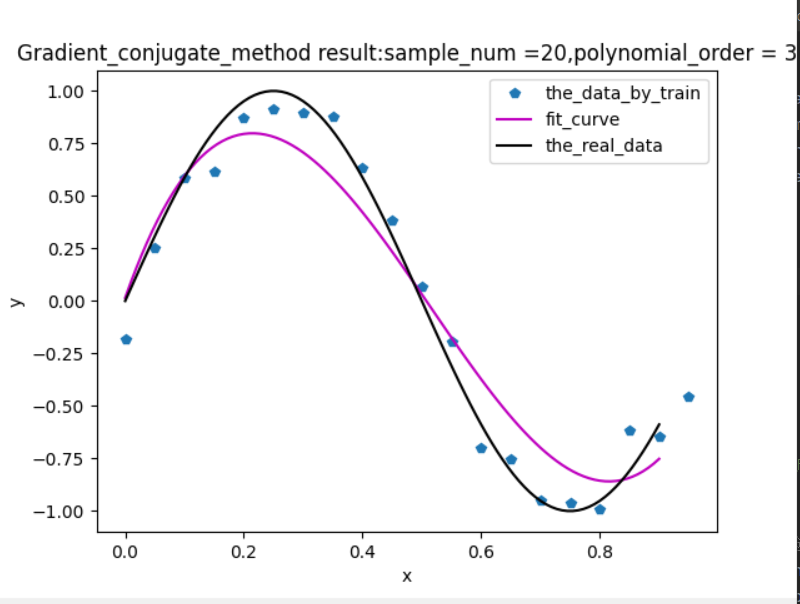 Gradient_conjugate_method result:sample_num =20,polynomial_order = 3
the_data_by_train
fit_curve
the_real_data
1.00
0.75
0.50
0.25
0.00
−0.25
−0.50
−0.75
−1.00
y
0.0 0.2 0.4 0.6 0.8
x